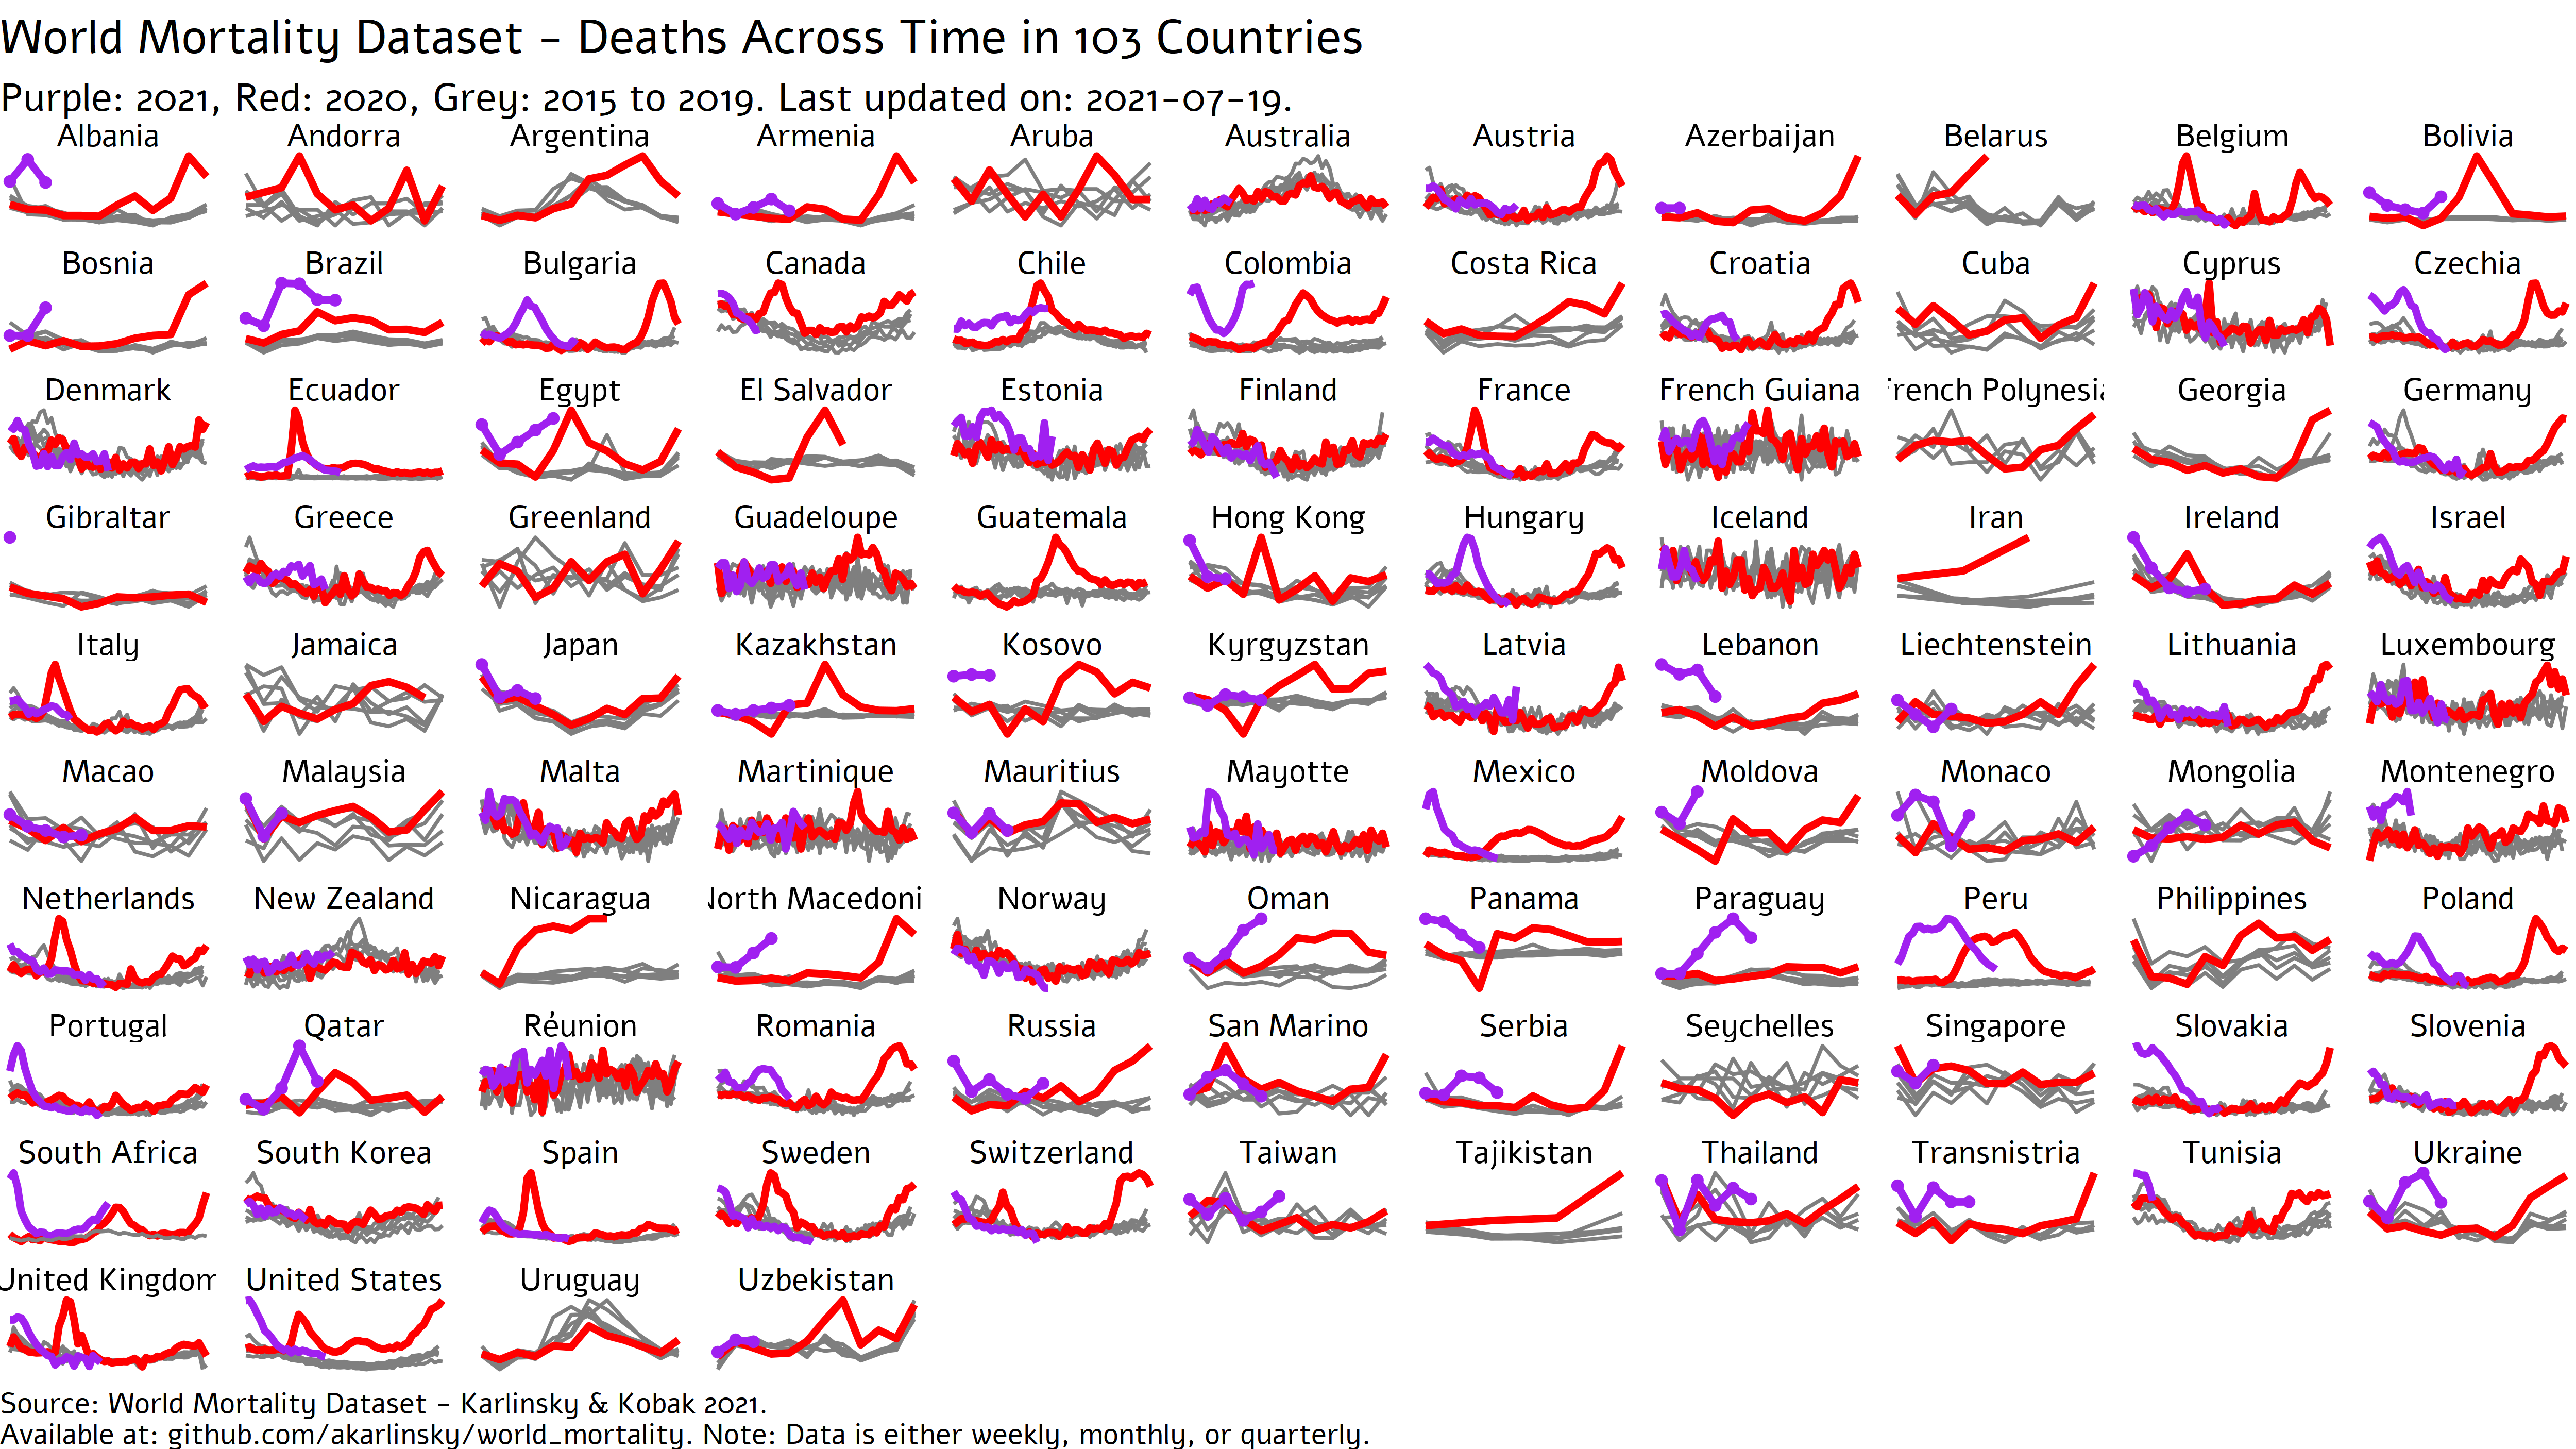 World Mortality Dataset - Deaths Across Time in 103 Countries
Purple: 2021, Red: 2020, Grey: 2015 to 2019. Last updated on: 2021-07-19.
Albania Andorra Argentina Armenia Aruba Australia Austria Azerbaijan Belarus Belgium Bolivia
Bosnia Brazil Bulgaria Canada Chile Colombia Costa Rica Croatia Cuba Cyprus Czechia
Denmark Ecuador Egypt El Salvador Estonia Finland France French Guiana French Polynesia Georgia Germany
Gibraltar Greece Greenland Guadeloupe Guatemala Hong Kong Hungary Iceland Iran Ireland Israel
Italy Jamaica Japan Kazakhstan Kosovo Kyrgyzstan Latvia Lebanon Liechtenstein Lithuania Luxembourg
Macao Malaysia Malta Martinique Mauritius Mayotte Mexico Moldova Monaco Mongolia Montenegro
Netherlands New Zealand Nicaragua North Macedoni Norway Oman Panama Paraguay Peru Philippines Poland
Portugal Qatar Réunion Romania Russia San Marino Serbia Seychelles Singapore Slovakia Slovenia
South Africa South Korea Spain Sweden Switzerland Taiwan Tajikistan Thailand Transnistria Tunisia Ukraine
United Kingdom United States Uruguay Uzbekistan
Source: World Mortality Dataset - Karlinsky & Kobak 2021.
Available at: github.com/akarlinsky/world_mortality. Note: Data is either weekly, monthly, or quarterly.